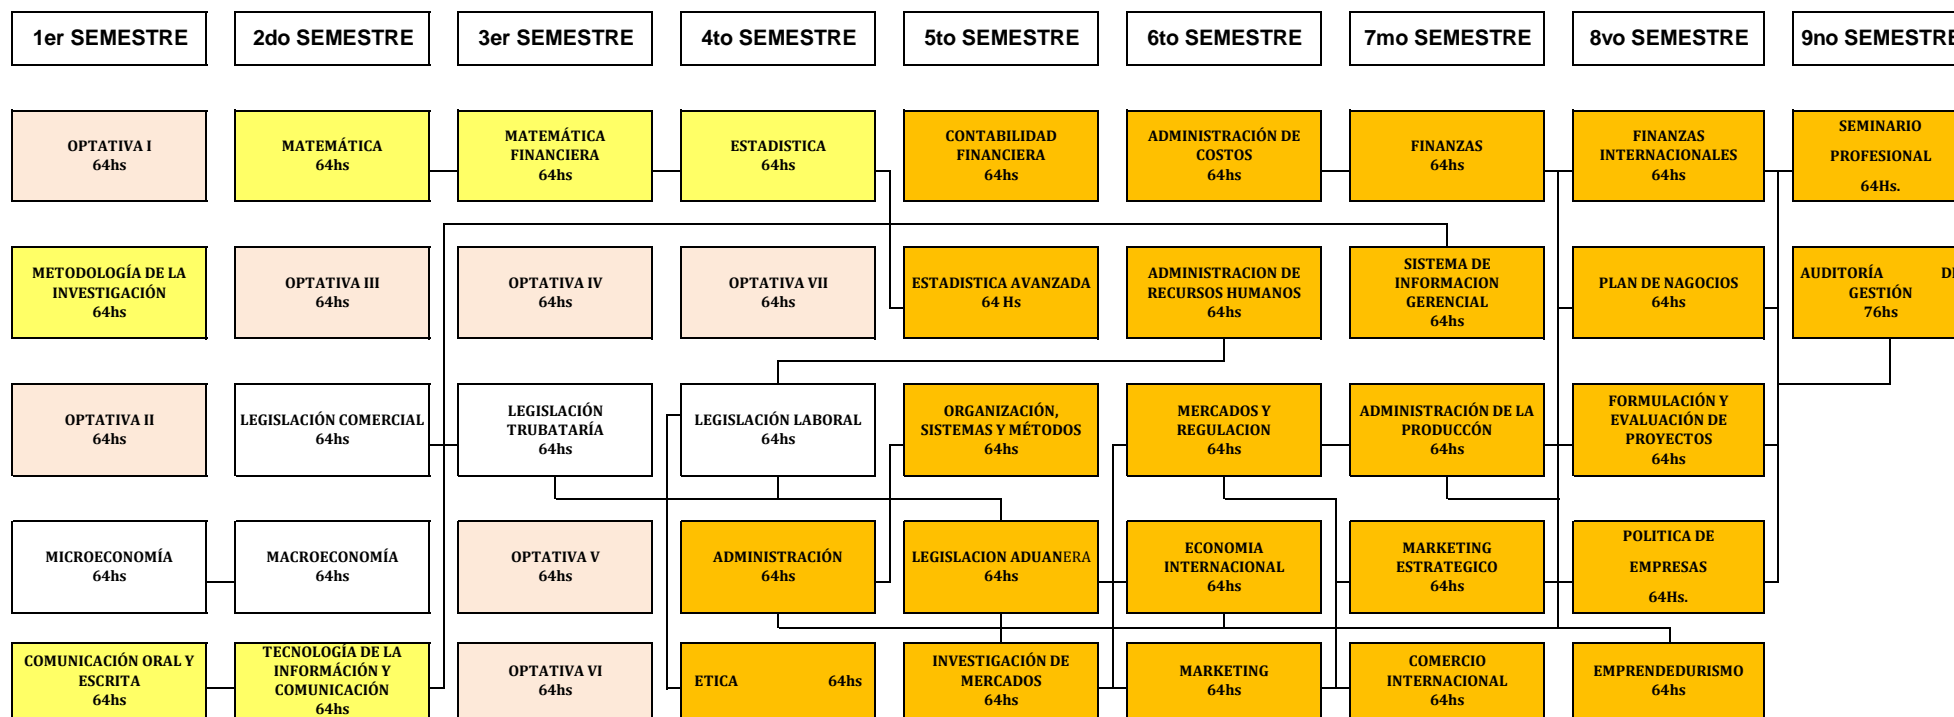 1er SEMESTRE
2do SEMESTRE
3er SEMESTRE
4to SEMESTRE
5to SEMESTRE
6to SEMESTRE
7mo SEMESTRE
8vo SEMESTRE
9no SEMESTRE
OPTATIVA I
64hs
MATEMÁTICA
64hs
MATEMÁTICA
FINANCIERA
64hs
ESTADISTICA
64hs
CONTABILIDAD
FINANCIERA
64hs
ADMINISTRACIÓN DE
COSTOS
64hs
FINANZAS
64hs
FINANZAS
INTERNACIONALES
64hs
SEMINARIO
PROFESIONAL
64Hs.
METODOLOGÍA DE LA
INVESTIGACIÓN
64hs
OPTATIVA III
64hs
OPTATIVA IV
64hs
OPTATIVA VII
64hs
ESTADISTICA AVANZADA
64 Hs
ADMINISTRACION DE
RECURSOS HUMANOS
64hs
SISTEMA DE
INFORMACION
GERENCIAL
64hs
PLAN DE NAGOCIOS
64hs
AUDITORÍA DE
GESTIÓN
76hs
OPTATIVA II
64hs
LEGISLACIÓN COMERCIAL
64hs
LEGISLACIÓN
TRUBATARÍA
64hs
LEGISLACIÓN LABORAL
64hs
ORGANIZACIÓN,
SISTEMAS Y MÉTODOS
64hs
MERCADOS Y
REGULACION
64hs
ADMINISTRACIÓN DE LA
PRODUCCÓN
64hs
FORMULACIÓN Y
EVALUACIÓN DE
PROYECTOS
64hs
MICROECONOMÍA
64hs
MACROECONOMÍA
64hs
OPTATIVA V
64hs
ADMINISTRACIÓN
64hs
LEGISLACION ADUANERA
64hs
ECONOMIA
INTERNACIONAL
64hs
MARKETING
ESTRATEGICO
64hs
POLITICA DE
EMPRESAS
64Hs.
COMUNICACIÓN ORAL Y
ESCRITA
64hs
TECNOLOGÍA DE LA
INFORMÁCIÓN Y
COMUNICACIÓN
64hs
OPTATIVA VI
64hs
ETICA 64hs
INVESTIGACIÓN DE
MERCADOS
64hs
MARKETING
64hs
COMERCIO
INTERNACIONAL
64hs
EMPRENDEDURISMO
64hs